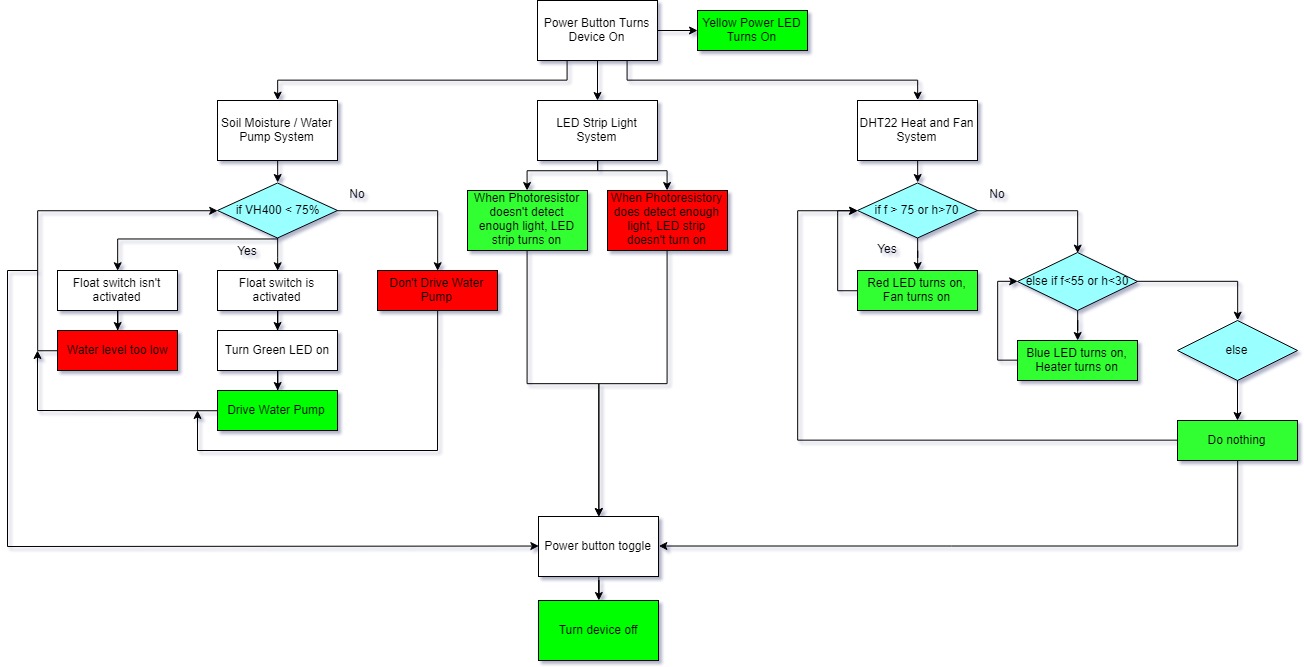 Power Button Turns
Device On
Yellow Power LED
Turns On
Soil Moisture / Water
Pump System
LED Strip Light
System
DHT22 Heat and Fan
System
if VH400 < 75%
No
Yes
When Photoresistor
doesn't detect
enough light, LED
strip turns on
When Photoresistory
does detect enough
light, LED strip
doesn't turn on
if f > 75 or h>70
No
Yes
Float switch isn't
activated
Float switch is
activated
Don't Drive Water
Pump
Red LED turns on,
Fan turns on
else if f<55 or h<30
Water level too low
Turn Green LED on
Blue LED turns on,
Heater turns on
else
Drive Water Pump
Do nothing
Power button toggle
Turn device off